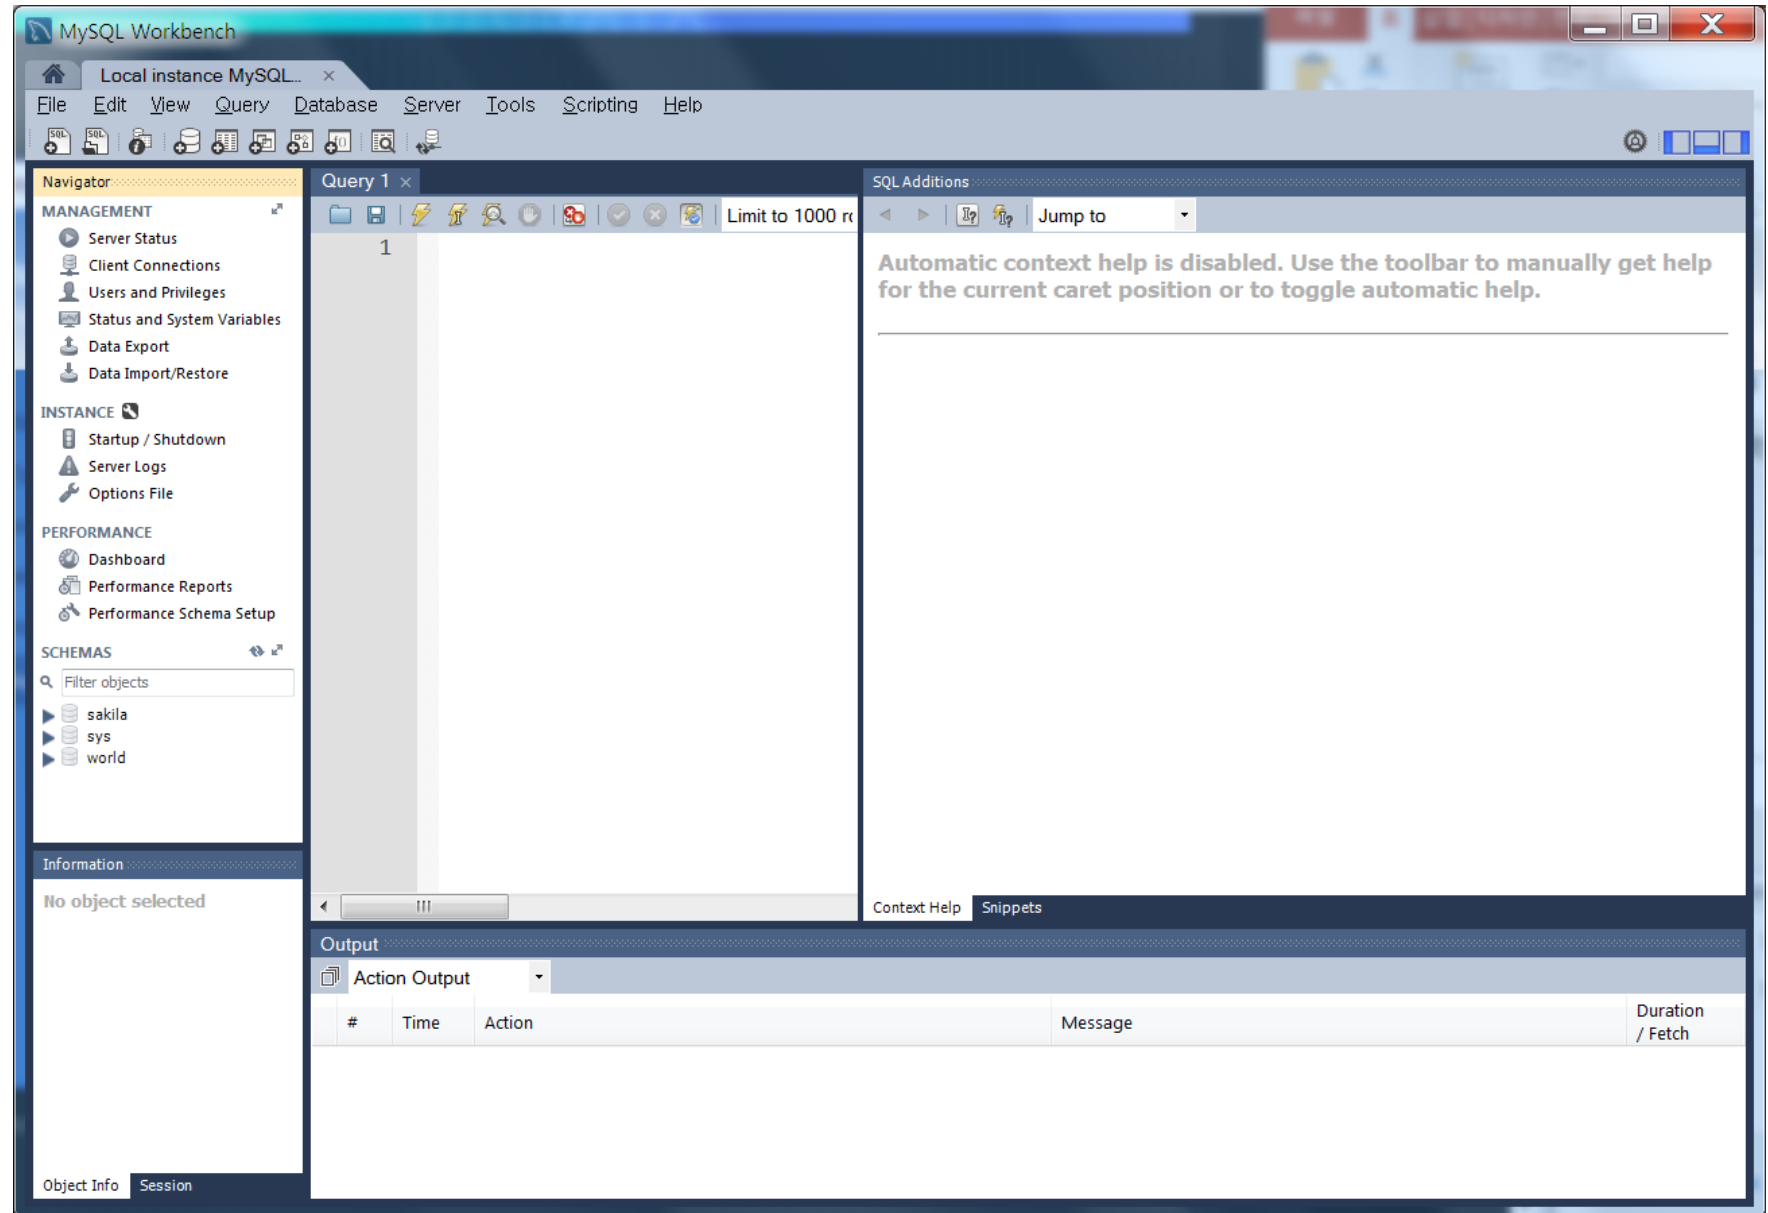 MySQL Workbench
Local instance MySQL...
File Edit View Query Database Server Tools Scripting Help
Navigator
MANAGEMENT
Server Status
Client Connections
Users and Privileges
Status and System Variables
Data Export
Data Import/Restore
INSTANCE
Startup / Shutdown
Server Logs
Options File
PERFORMANCE
Dashboard
Performance Reports
Performance Schema Setup
SCHEMAS
Filter objects
sakila
sys
world
Information
No object selected
Object Info Session
Query 1
Limit to 1000 ro
1
SQL Additions
Jump to
Automatic context help is disabled. Use the toolbar to manually get help
for the current caret position or to toggle automatic help.
Context Help Snippets
Output
Action Output
# Time Action Message Duration
/ Fetch